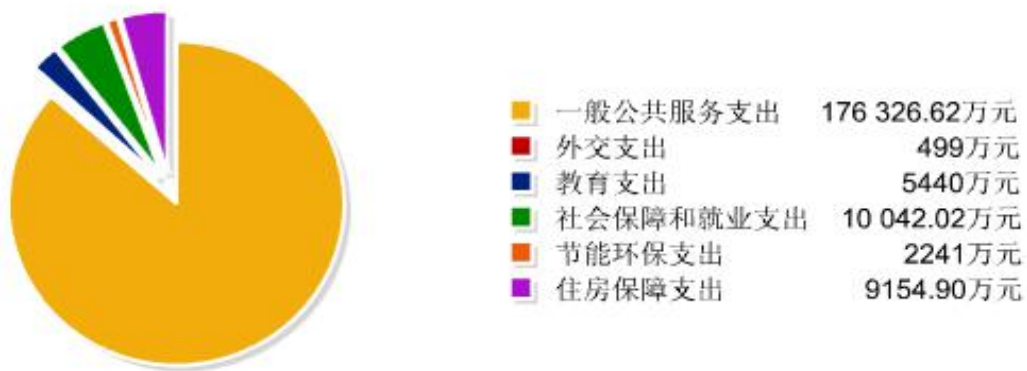 一般公共服务支出 176 326.62万元
外交支出 499万元
教育支出 5440万元
社会保障和就业支出 10 042.02万元
节能环保支出 2241万元
住房保障支出 9154.90万元